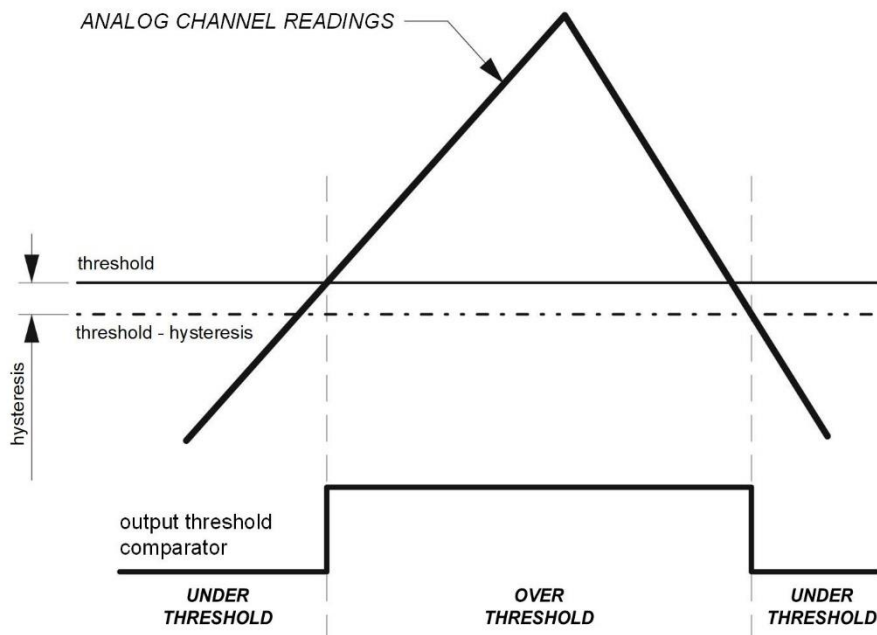 ANALOG CHANNEL READINGS
threshold
threshold - hysteresis
hysteresis
output threshold
comparator
UNDER
THRESHOLD
OVER
THRESHOLD
UNDER
THRESHOLD